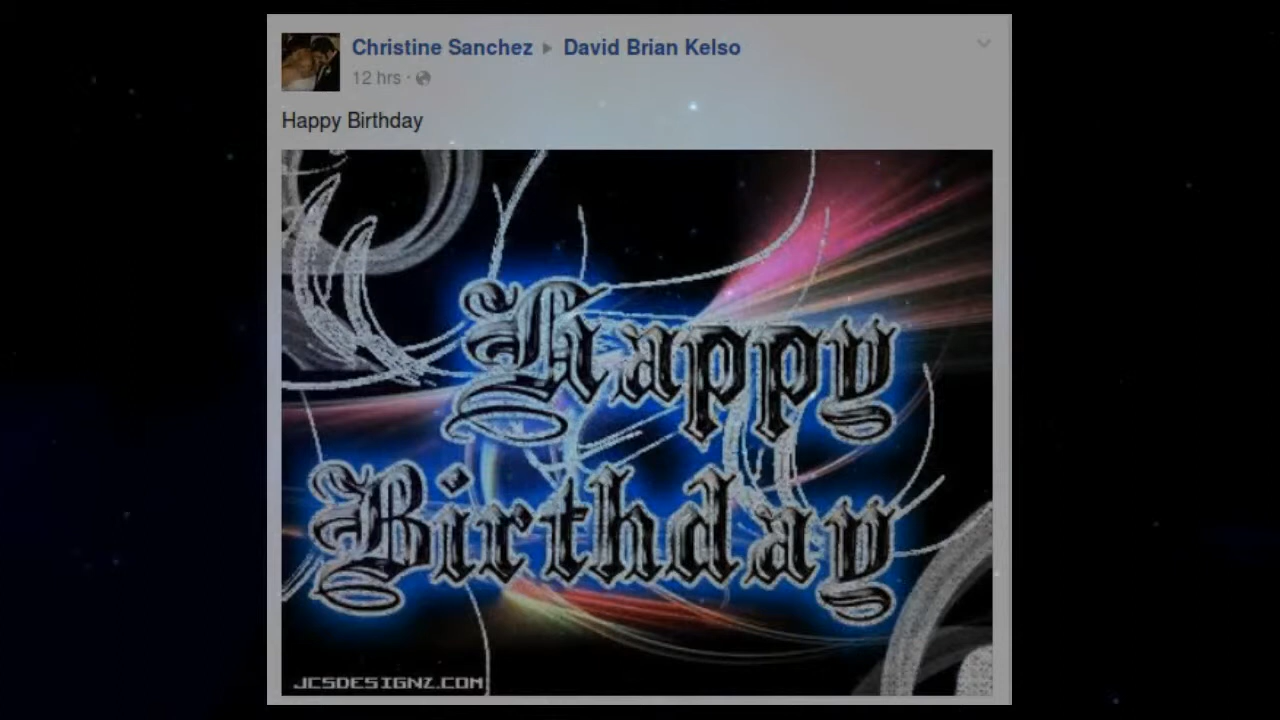 Christine Sanchez ▸ David Brian Kelso
12 hrs ·
Happy Birthday
Happy
Birthday
JCSDESIGNZ.COM